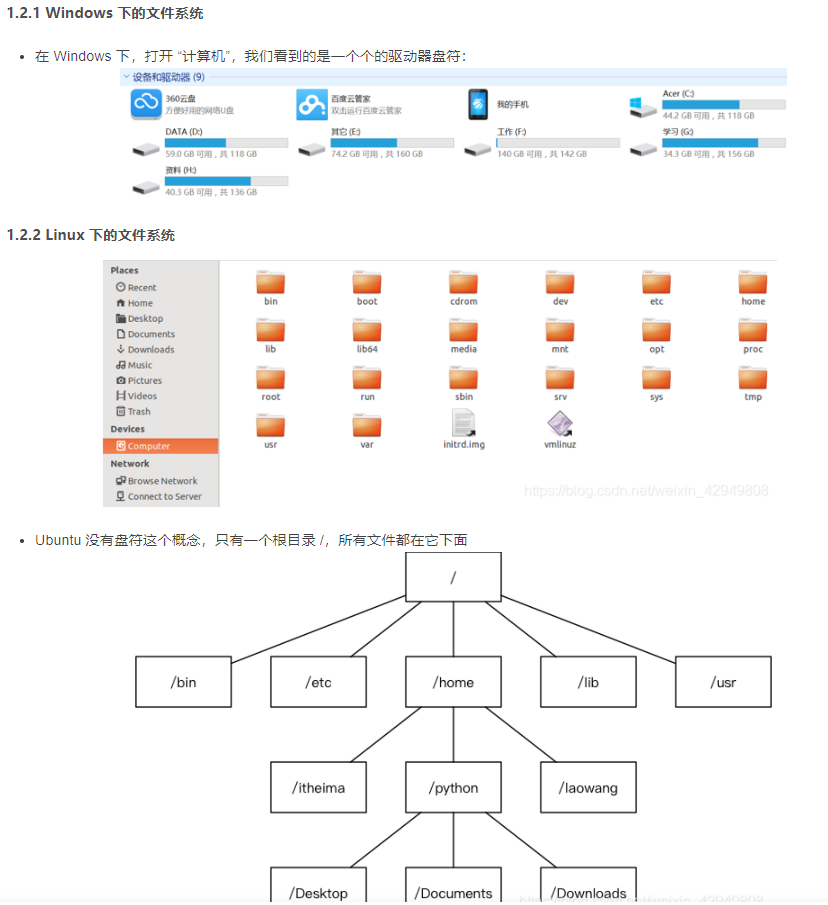 1.2.1 Windows 下的文件系统
在 Windows 下，打开 “计算机”，我们看到的是一个个的驱动器盘符：
设备和驱动器 (9)
360云盘
方便好用的网络U盘
百度云管家
双击运行百度云管家
我的手机
Acer (C:)
44.2 GB 可用，共 118 GB
DATA (D:)
59.0 GB 可用，共 118 GB
其它 (E:)
74.2 GB 可用，共 160 GB
工作 (F:)
140 GB 可用，共 142 GB
学习 (G:)
34.3 GB 可用，共 156 GB
资料 (H:)
40.3 GB 可用，共 136 GB
1.2.2 Linux 下的文件系统
Places
Recent
Home
Desktop
Documents
Downloads
Music
Pictures
Videos
Trash
Devices
Computer
Network
Browse Network
Connect to Server
bin boot cdrom dev etc home
lib lib64 media mnt opt proc
root run sbin srv sys tmp
usr var initrd.img vmlinuz
https://blog.csdn.net/weixin_42949808
Ubuntu 没有盘符这个概念，只有一个根目录 /，所有文件都在它下面
/
/bin /etc /home /lib /usr
/itheima /python /laowang
/Desktop /Documents /Downloads
https://blog.csdn.net/weixin_42949808